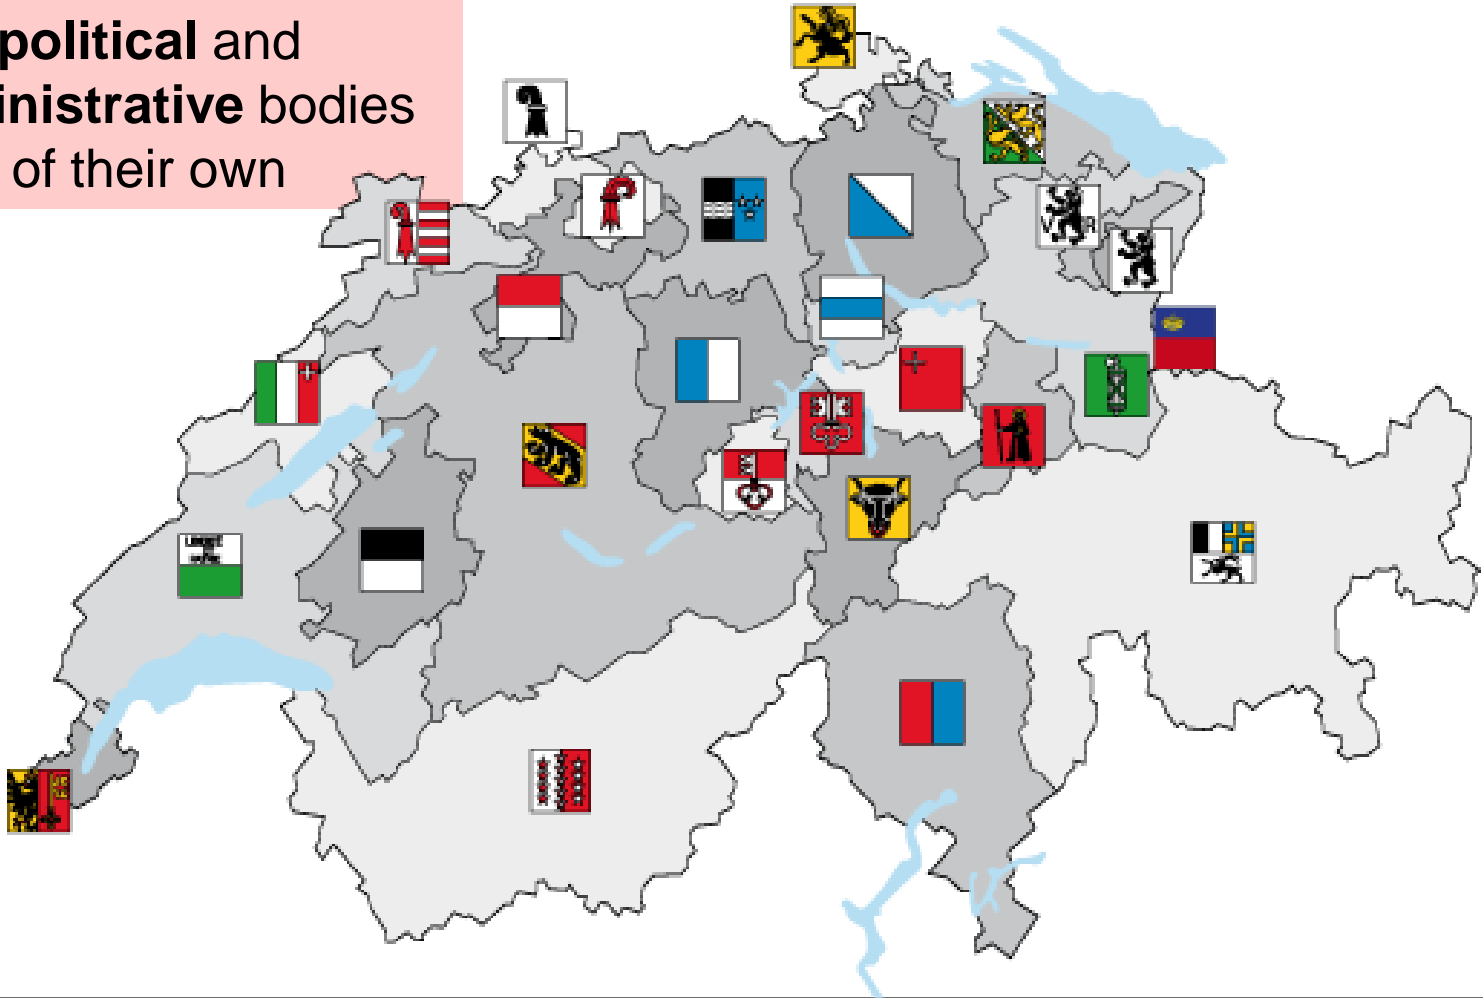 political and
inistrative bodies
of their own